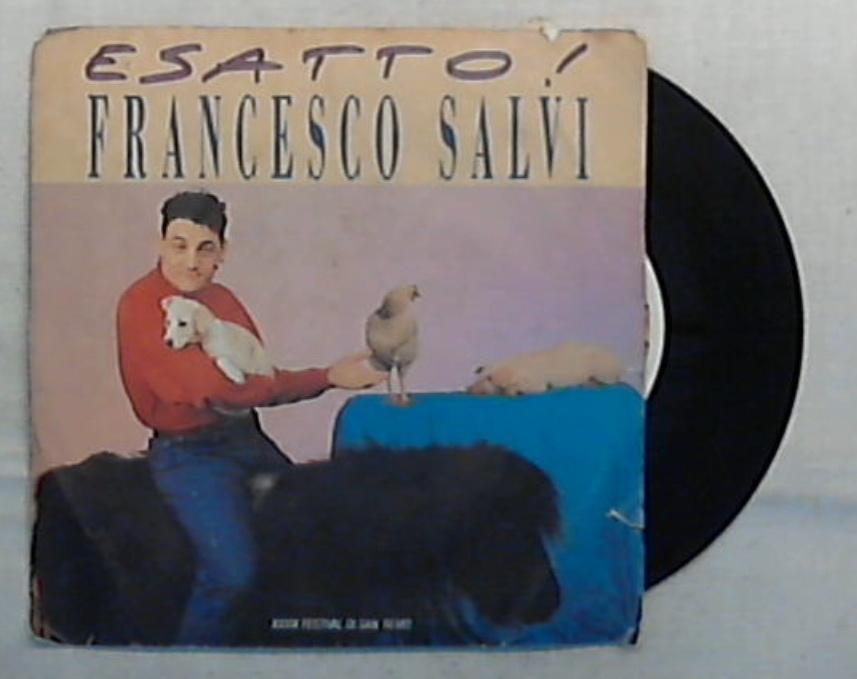 ESATTO!
FRANCESCO SALVI
XXXIX FESTIVAL DI SAN REMO